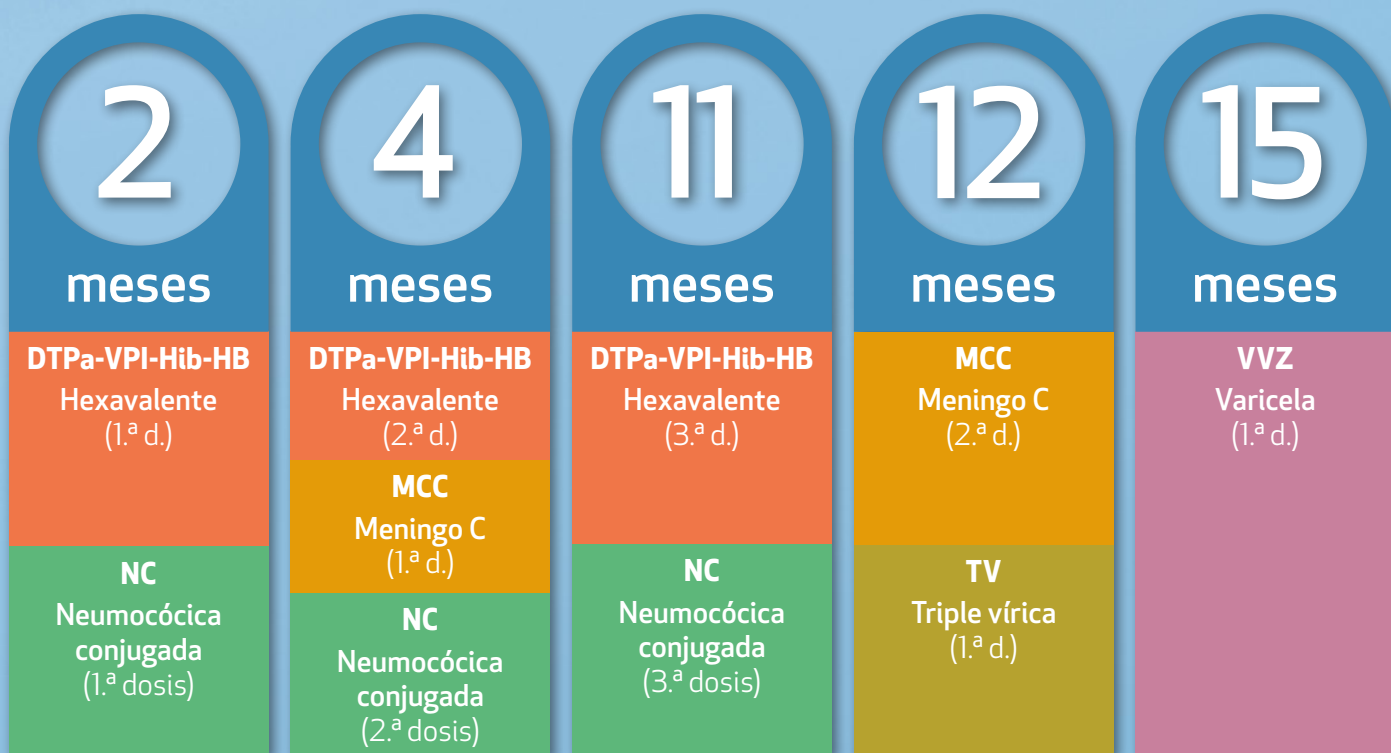 2
meses
DTPa-VPI-Hib-HB
Hexavalente
(1.ª d.)
NC
Neumocócica
conjugada
(1.ª dosis)
4
meses
DTPa-VPI-Hib-HB
Hexavalente
(2.ª d.)
MCC
Meningo C
(1.ª d.)
NC
Neumocócica
conjugada
(2.ª dosis)
11
meses
DTPa-VPI-Hib-HB
Hexavalente
(3.ª d.)
NC
Neumocócica
conjugada
(3.ª dosis)
12
meses
MCC
Meningo C
(2.ª d.)
TV
Triple vírica
(1.ª d.)
15
meses
VVZ
Varicela
(1.ª d.)